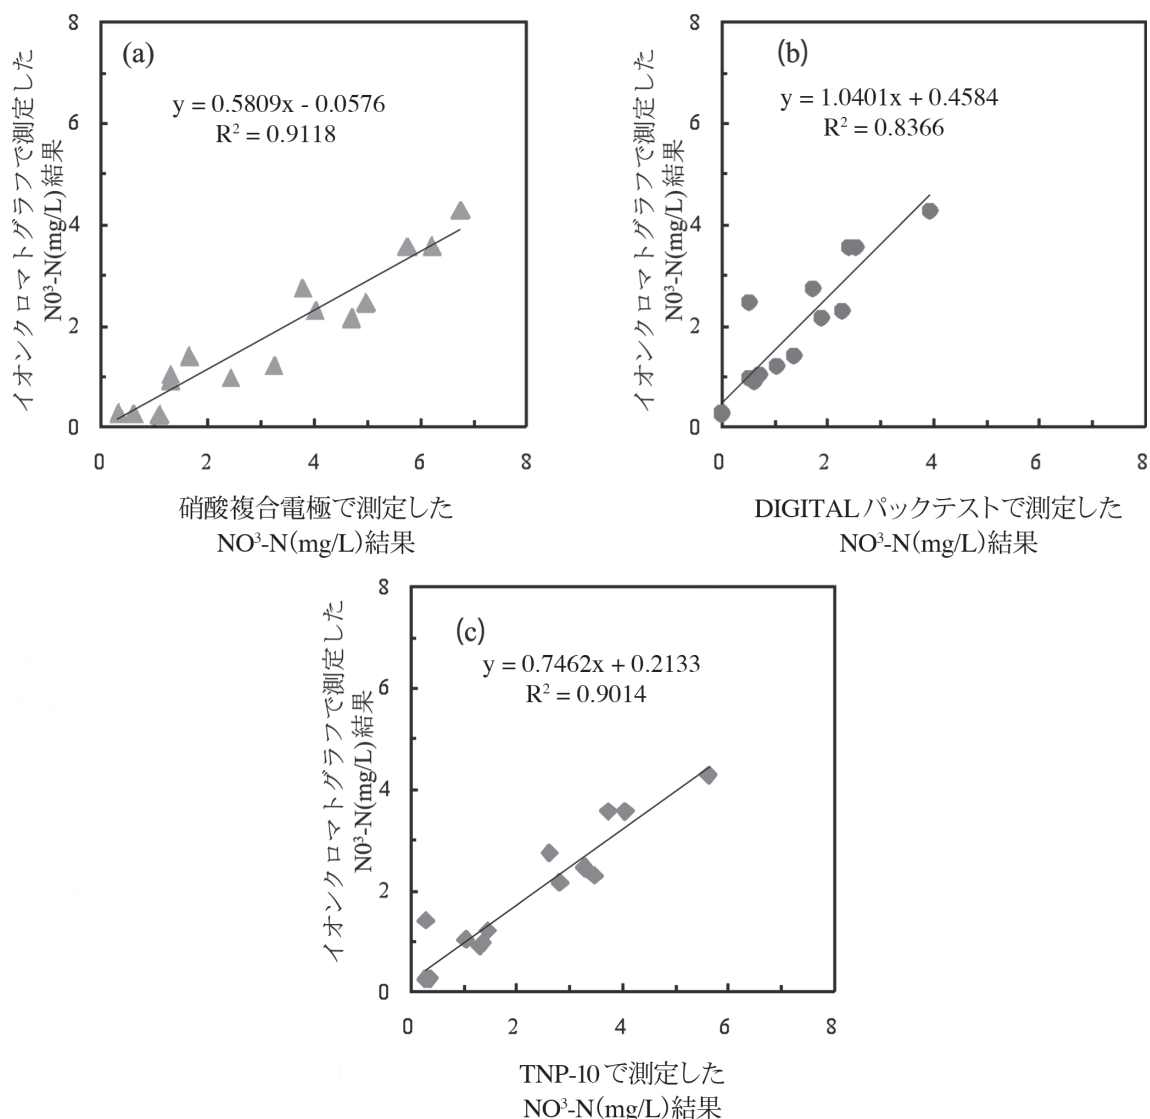 (a)
y = 0.5809x - 0.0576
R² = 0.9118
イオンクロマトグラフで測定した
N0³-N(mg/L)結果
8
6
4
2
0
0 2 4 6 8
硝酸複合電極で測定した
NO³-N(mg/L)結果
(b)
y = 1.0401x + 0.4584
R² = 0.8366
イオンクロマトグラフで測定した
N0³-N(mg/L)結果
8
6
4
2
0
0 2 4 6 8
DIGITALパックテストで測定した
NO³-N(mg/L)結果
(c)
y = 0.7462x + 0.2133
R² = 0.9014
イオンクロマトグラフで測定した
N0³-N(mg/L)結果
8
6
4
2
0
0 2 4 6 8
TNP-10で測定した
NO³-N(mg/L)結果